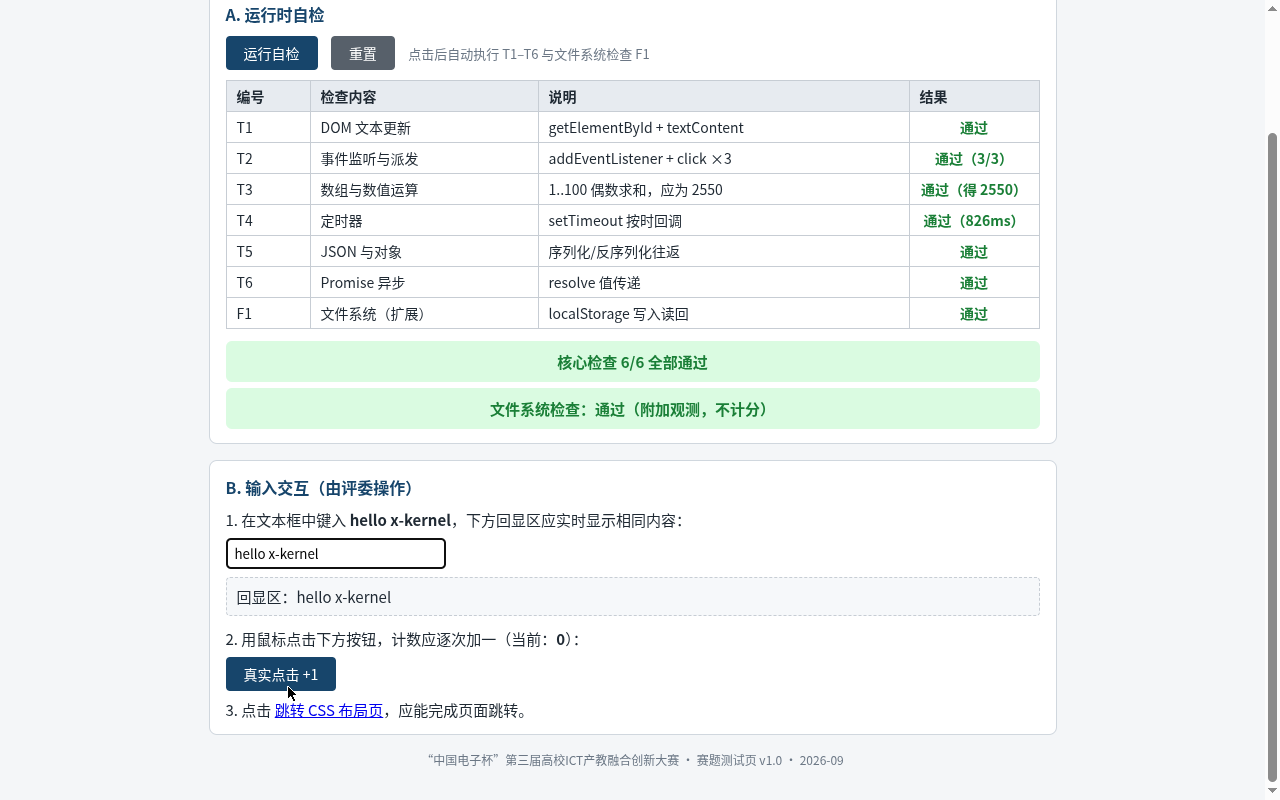 A. 运行时自检
运行自检 重置 点击后自动执行 T1–T6 与文件系统检查 F1
编号 检查内容 说明 结果
T1 DOM 文本更新 getElementById + textContent 通过
T2 事件监听与派发 addEventListener + click ×3 通过（3/3）
T3 数组与数值运算 1..100 偶数求和，应为 2550 通过（得 2550）
T4 定时器 setTimeout 按时回调 通过（826ms）
T5 JSON 与对象 序列化/反序列化往返 通过
T6 Promise 异步 resolve 值传递 通过
F1 文件系统（扩展） localStorage 写入读回 通过
核心检查 6/6 全部通过
文件系统检查：通过（附加观测，不计分）
B. 输入交互（由评委操作）
1. 在文本框中键入 hello x-kernel，下方回显区应实时显示相同内容：
hello x-kernel
回显区：hello x-kernel
2. 用鼠标点击下方按钮，计数应逐次加一（当前：0）：
真实点击 +1
3. 点击 跳转 CSS 布局页，应能完成页面跳转。
“中国电子杯”第三届高校ICT产教融合创新大赛 · 赛题测试页 v1.0 · 2026-09